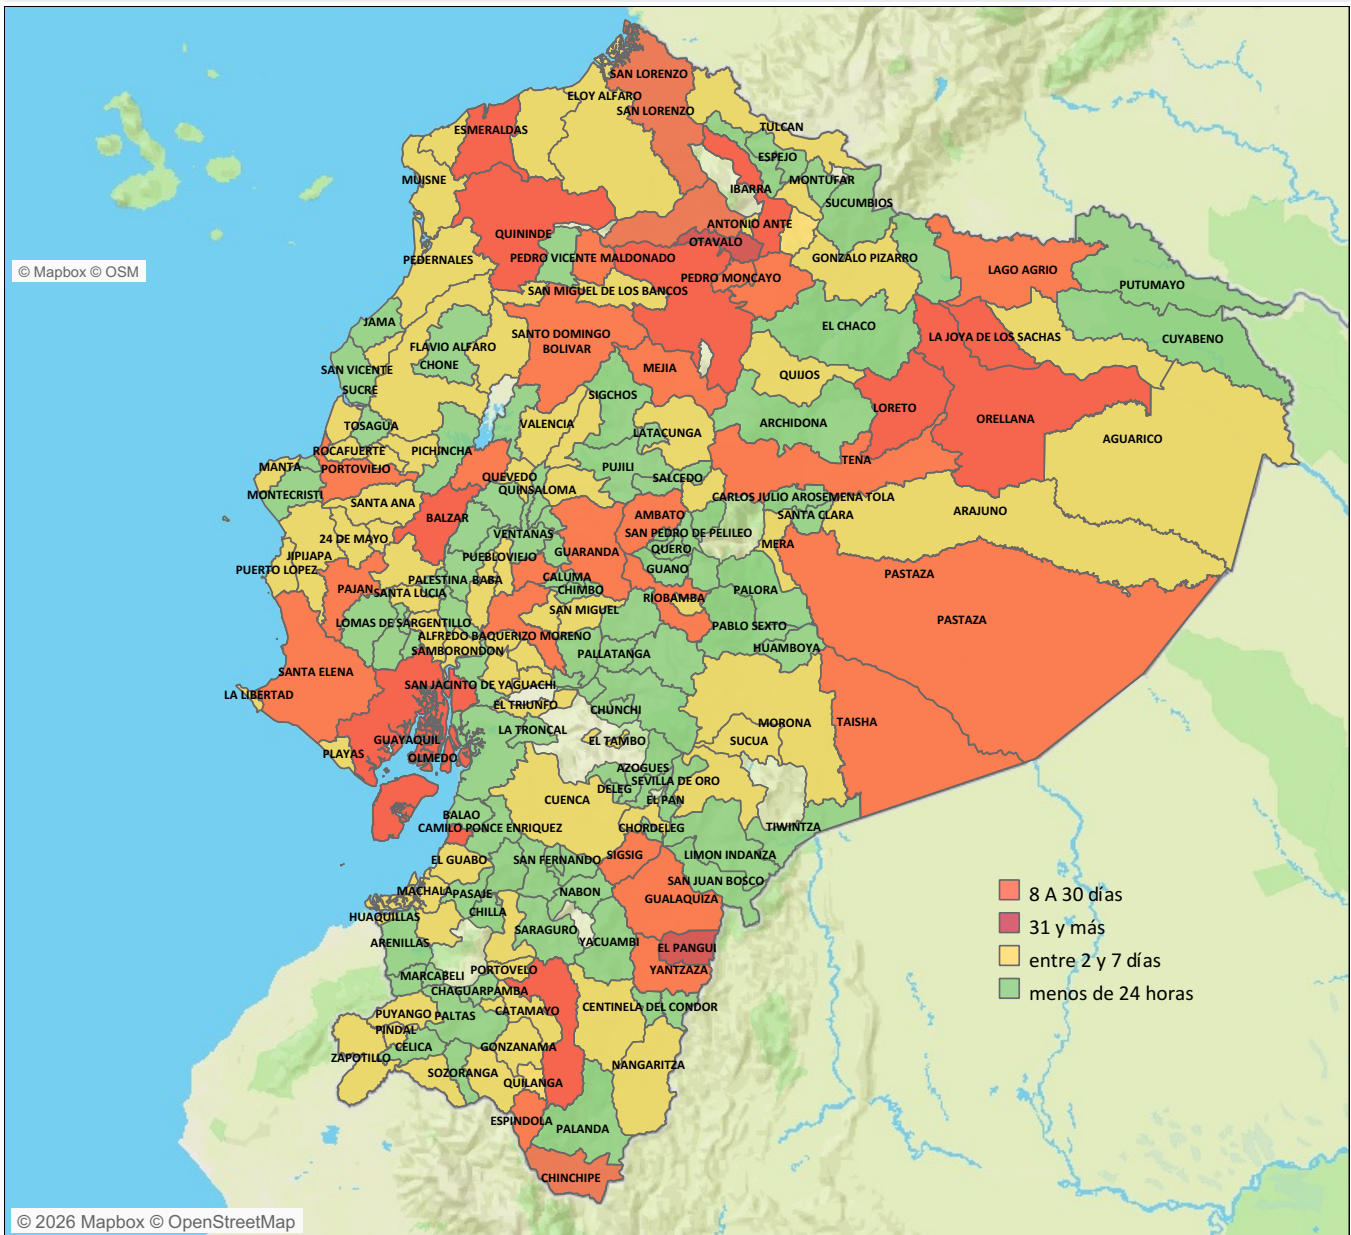 SAN LORENZO
ELOY ALFARO
SAN LORENZO
ESMERALDAS
TULCAN
ESPEJO
MUISNE
IBARRA
MONTUFAR
SUCUMBIOS
ANTONIO ANTE
QUININDE
OTAVALO
PEDERNALES
PEDRO VICENTE MALDONADO
GONZALO PIZARRO
© Mapbox © OSM
LAGO AGRIO
PEDRO MONCAYO
PUTUMAYO
SAN MIGUEL DE LOS BANCOS
JAMA
EL CHACO
SANTO DOMINGO
LA JOYA DE LOS SACHAS
CUYABENO
FLAVIO ALFARO
BOLIVAR
CHONE
SAN VICENTE
MEJIA
QUIJOS
SUCRE
SIGCHOS
LORETO
ORELLANA
TOSAGUA
VALENCIA
ARCHIDONA
LATACUNGA
AGUARICO
ROCAFUERTE
PICHINCHA
TENA
MANTA
PORTOVIEJO
PUJILI
QUEVEDO
SALCEDO
MONTECRISTI
QUINSALOMA
CARLOS JULIO AROSEMENA TOLA
SANTA ANA
ARAJUNO
BALZAR
AMBATO
SANTA CLARA
24 DE MAYO
VENTANAS
SAN PEDRO DE PELILEO
MERA
JIPIJAPA
PUEBLOVIEJO
GUARANDA
QUERO
PUERTO LOPEZ
GUANO
PASTAZA
PALESTINA
BABA
CALUMA
PAJAN
SANTA LUCIA
CHIMBO
PALORA
RIOBAMBA
SAN MIGUEL
PASTAZA
LOMAS DE SARGENTILLO
PABLO SEXTO
ALFREDO BAQUERIZO MORENO
SAMBORONDON
PALLATANGA
HUAMBOYA
SANTA ELENA
SAN JACINTO DE YAGUACHI
LA LIBERTAD
EL TRIUNFO
CHUNCHI
MORONA
TAISHA
LA TRONCAL
GUAYAQUIL
EL TAMBO
SUCUA
PLAYAS
OLMEDO
AZOGUES
SEVILLA DE ORO
DELEG
CUENCA
EL PAN
BALAO
CAMILO PONCE ENRIQUEZ
CHORDELEG
TIWINTZA
EL GUABO
SAN FERNANDO
SIGSIG
LIMON INDANZA
SAN JUAN BOSCO
MACHALA
PASAJE
NABON
GUALAQUIZA
8 A 30 días
HUAQUILLAS
CHILLA
31 y más
SARAGURO
ARENILLAS
YACUAMBI
EL PANGUI
entre 2 y 7 días
MARCABELI
PORTOVELO
YANTZAZA
menos de 24 horas
CHAGUARPAMBA
CENTINELA DEL CONDOR
PUYANGO
PALTAS
CATAMAYO
PINDAL
CELICA
GONZANAMA
ZAPOTILLO
NANGARITZA
SOZORANGA
QUILANGA
ESPINDOLA
PALANDA
CHINCHIPE
© 2026 Mapbox © OpenStreetMap